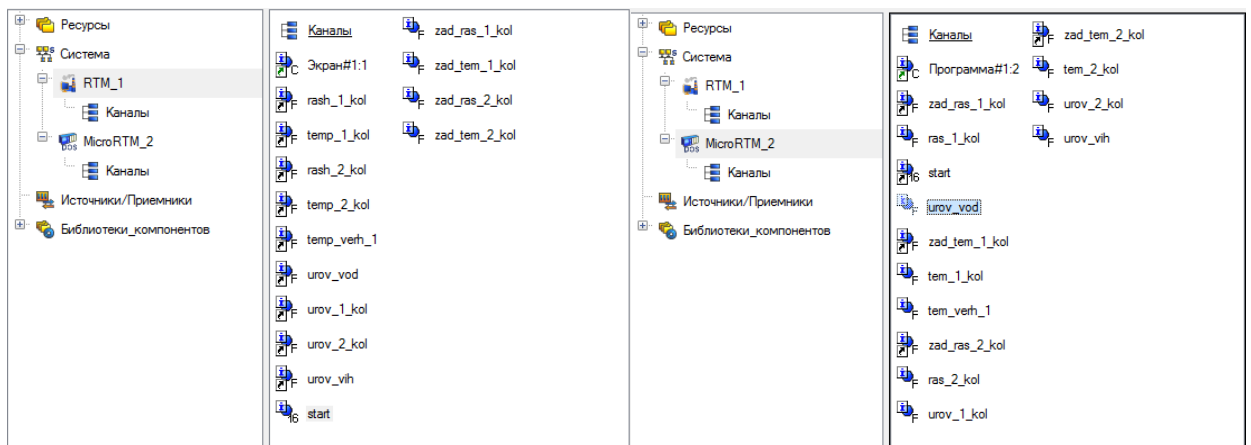 Ресурсы
Система
RTM_1
Каналы
MicroRTM_2
Каналы
Источники/Приемники
Библиотеки_компонентов
Каналы
Экран#1:1
rash_1_kol
temp_1_kol
rash_2_kol
temp_2_kol
temp_verh_1
urov_vod
urov_1_kol
urov_2_kol
urov_vih
start
zad_ras_1_kol
zad_tem_1_kol
zad_ras_2_kol
zad_tem_2_kol
Ресурсы
Система
RTM_1
Каналы
MicroRTM_2
Каналы
Источники/Приемники
Библиотеки_компонентов
Каналы
Программа#1:2
zad_ras_1_kol
ras_1_kol
start
urov_vod
zad_tem_1_kol
tem_1_kol
tem_verh_1
zad_ras_2_kol
ras_2_kol
urov_1_kol
zad_tem_2_kol
tem_2_kol
urov_2_kol
urov_vih